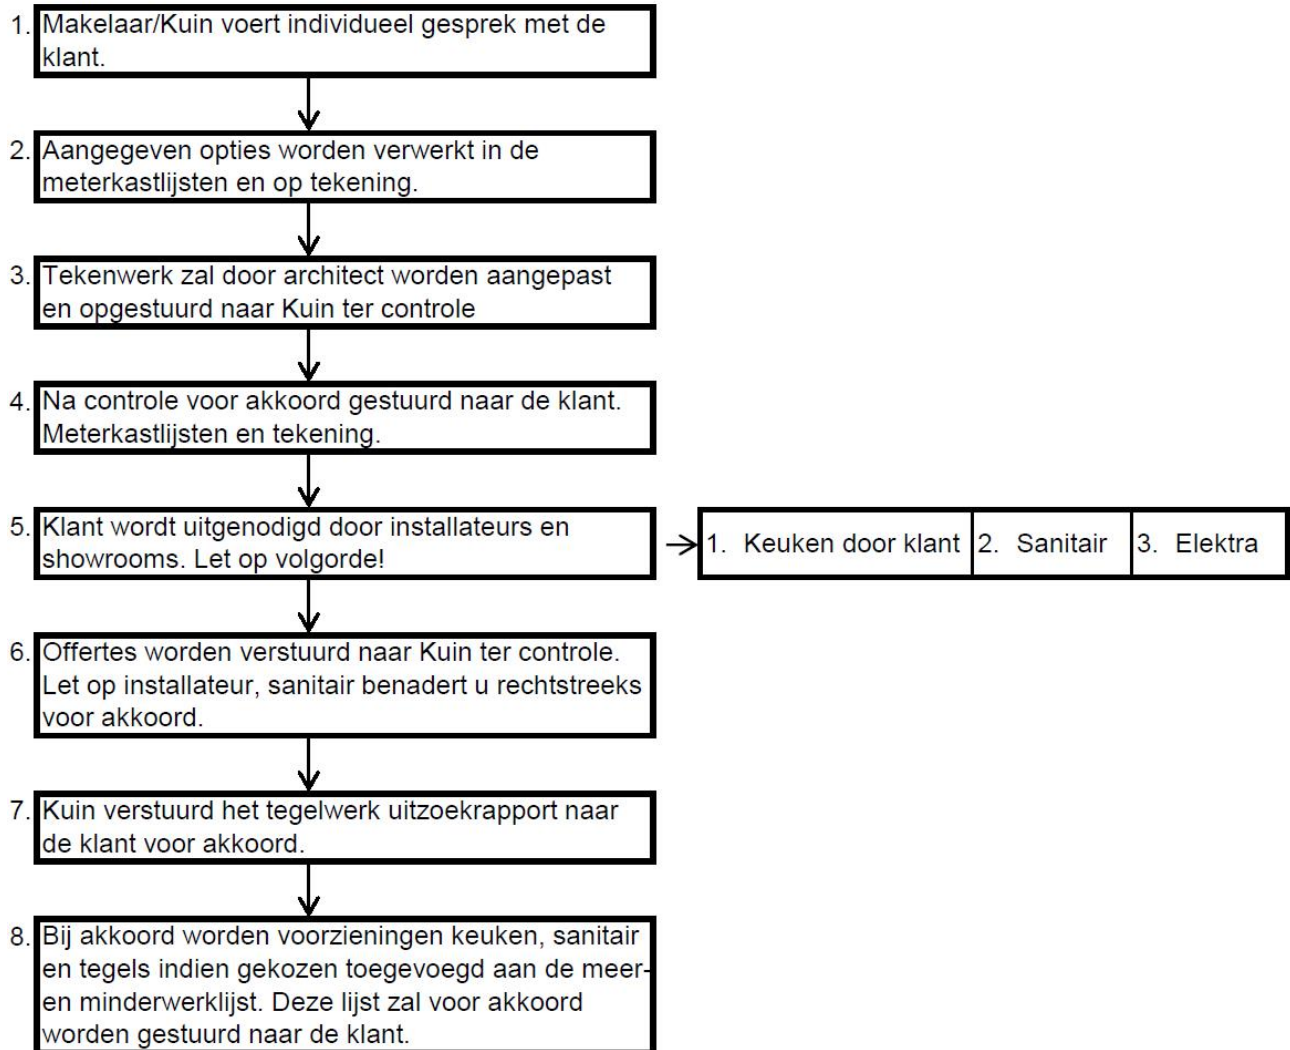 1. Makelaar/Kuin voert individueel gesprek met de
klant.
2. Aangegeven opties worden verwerkt in de
meterkastlijsten en op tekening.
3. Tekenwerk zal door architect worden aangepast
en opgestuurd naar Kuin ter controle
4. Na controle voor akkoord gestuurd naar de klant.
Meterkastlijsten en tekening.
5. Klant wordt uitgenodigd door installateurs en
showrooms. Let op volgorde!
1. Keuken door klant
2. Sanitair
3. Elektra
6. Offertes worden verstuurd naar Kuin ter controle.
Let op installateur, sanitair benadert u rechtstreeks
voor akkoord.
7. Kuin verstuurd het tegelwerk uitzoekrapport naar
de klant voor akkoord.
8. Bij akkoord worden voorzieningen keuken, sanitair
en tegels indien gekozen toegevoegd aan de meer-
en minderwerklijst. Deze lijst zal voor akkoord
worden gestuurd naar de klant.